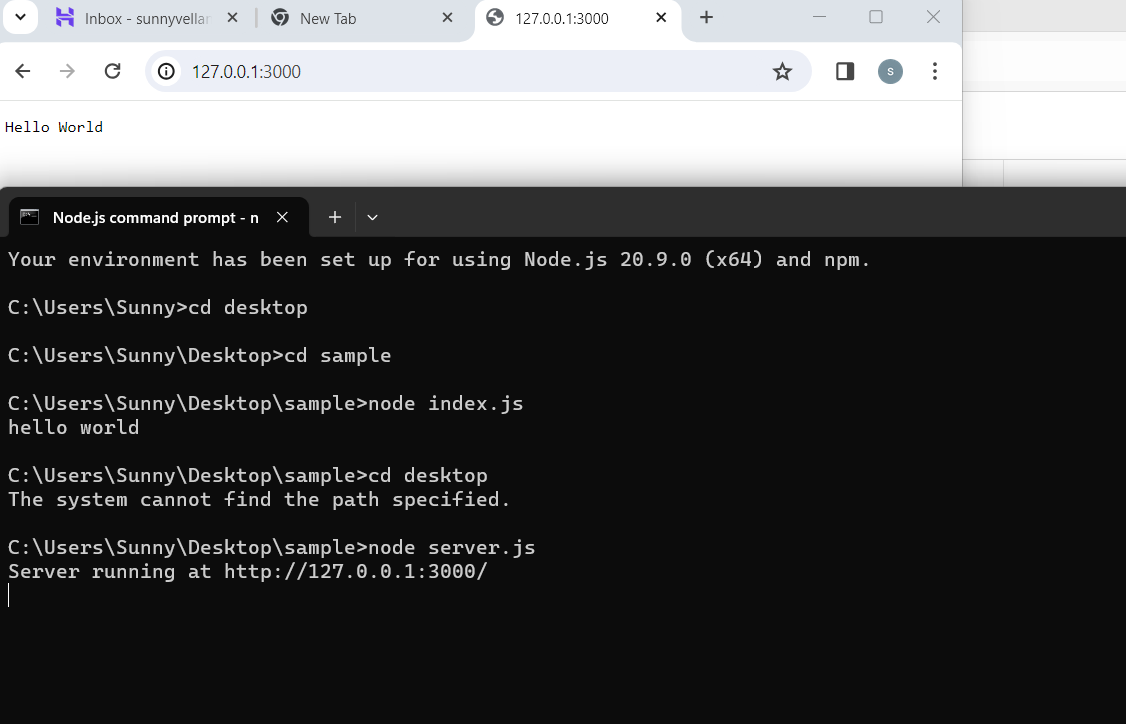 Inbox - sunnyvellar
New Tab
127.0.0.1:3000
127.0.0.1:3000
s
Hello World
Node.js command prompt - n
Your environment has been set up for using Node.js 20.9.0 (x64) and npm.
C:\Users\Sunny>cd desktop
C:\Users\Sunny\Desktop>cd sample
C:\Users\Sunny\Desktop\sample>node index.js
hello world
C:\Users\Sunny\Desktop\sample>cd desktop
The system cannot find the path specified.
C:\Users\Sunny\Desktop\sample>node server.js
Server running at http://127.0.0.1:3000/